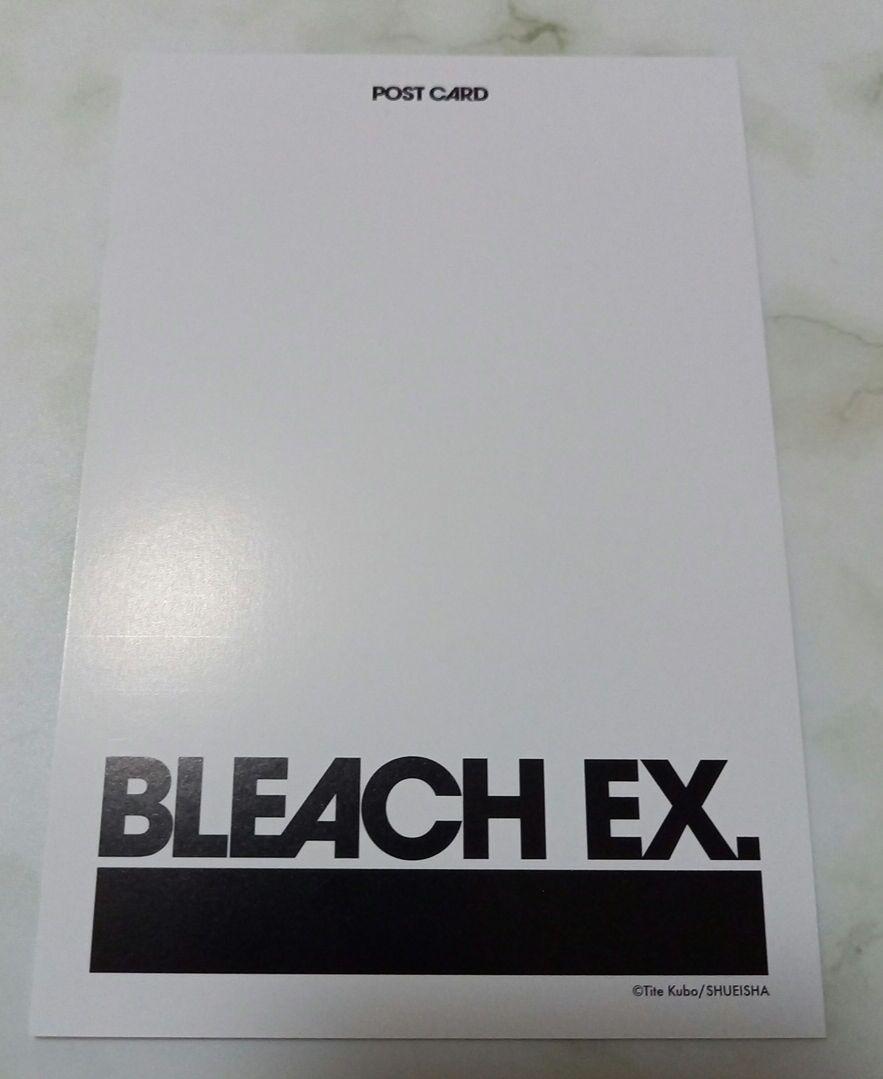 POST CARD
BLEACH EX.
©Tite Kubo/SHUEISHA